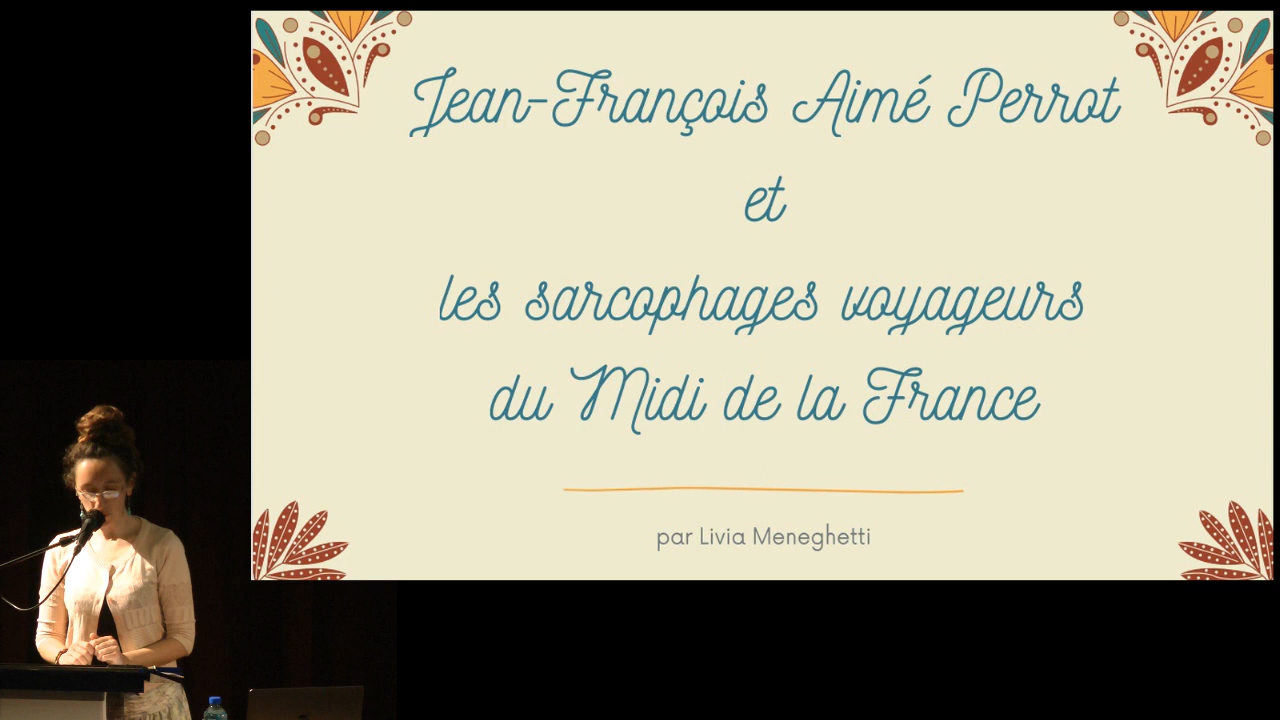 Jean-François Aimé Perrot
et
les sarcophages voyageurs
du Midi de la France
par Livia Meneghetti